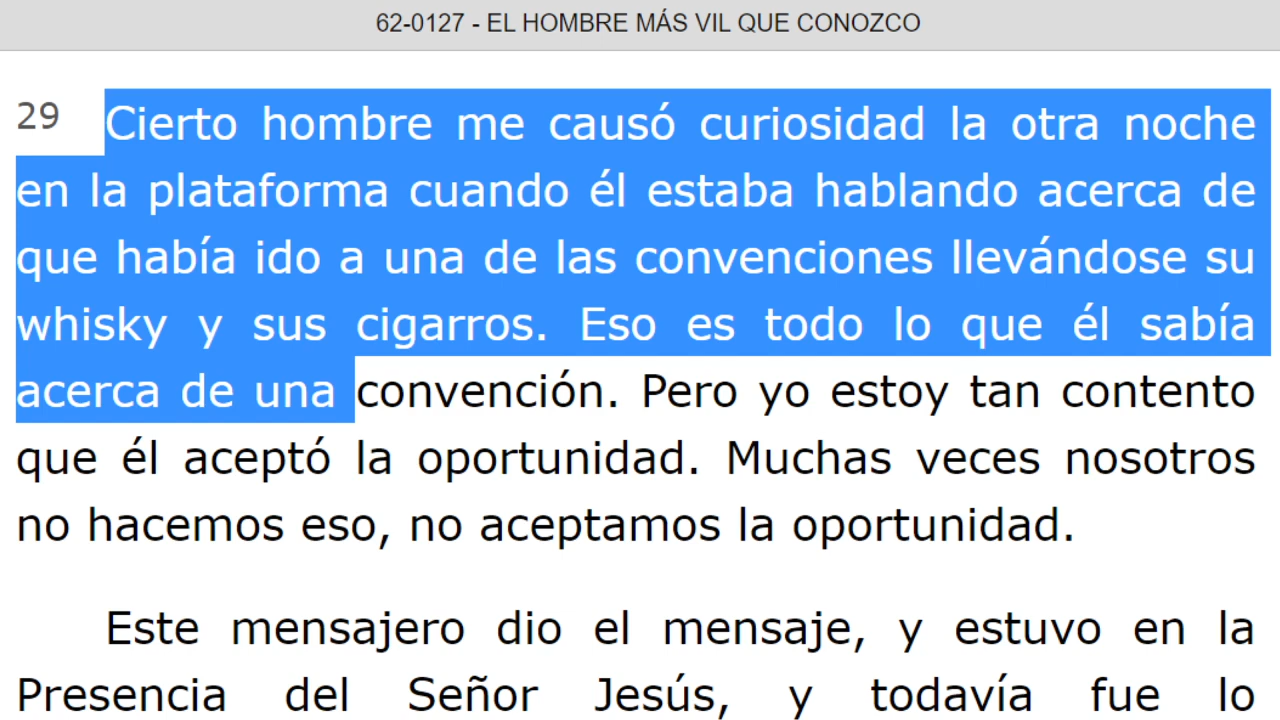 62-0127 - EL HOMBRE MÁS VIL QUE CONOZCO
29 Cierto hombre me causó curiosidad la otra noche
en la plataforma cuando él estaba hablando acerca de
que había ido a una de las convenciones llevándose su
whisky y sus cigarros. Eso es todo lo que él sabía
acerca de una convención. Pero yo estoy tan contento
que él aceptó la oportunidad. Muchas veces nosotros
no hacemos eso, no aceptamos la oportunidad.
Este mensajero dio el mensaje, y estuvo en la
Presencia del Señor Jesús, y todavía fue lo